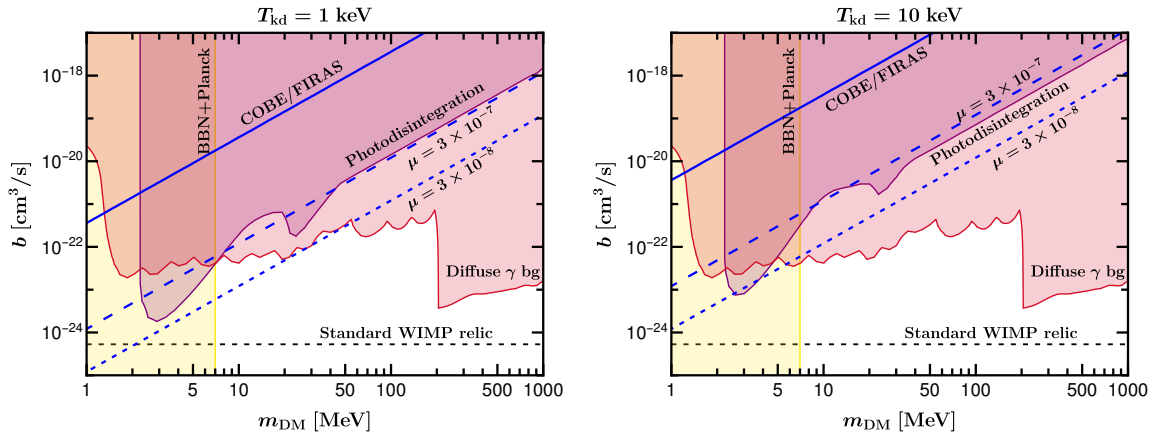 T_kd = 1 keV
10^−18
10^−20
10^−22
10^−24
b [cm^3/s]
BBN+Planck
COBE/FIRAS
Photodisintegration
μ = 3 × 10^−7
μ = 3 × 10^−8
Diffuse γ bg
Standard WIMP relic
1 5 10 50 100 500 1000
m_DM [MeV]
T_kd = 10 keV
10^−18
10^−20
10^−22
10^−24
b [cm^3/s]
BBN+Planck
COBE/FIRAS
μ = 3 × 10^−7
Photodisintegration
μ = 3 × 10^−8
Diffuse γ bg
Standard WIMP relic
1 5 10 50 100 500 1000
m_DM [MeV]